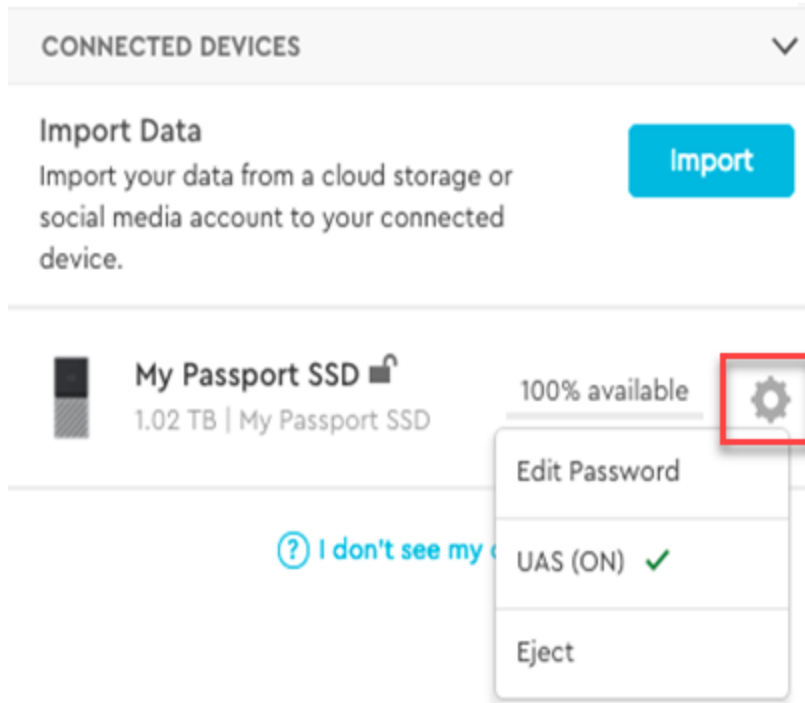 CONNECTED DEVICES
Import Data
Import
Import your data from a cloud storage or
social media account to your connected
device.
My Passport SSD
100% available
1.02 TB | My Passport SSD
Edit Password
? I don't see my
UAS (ON) ✓
Eject